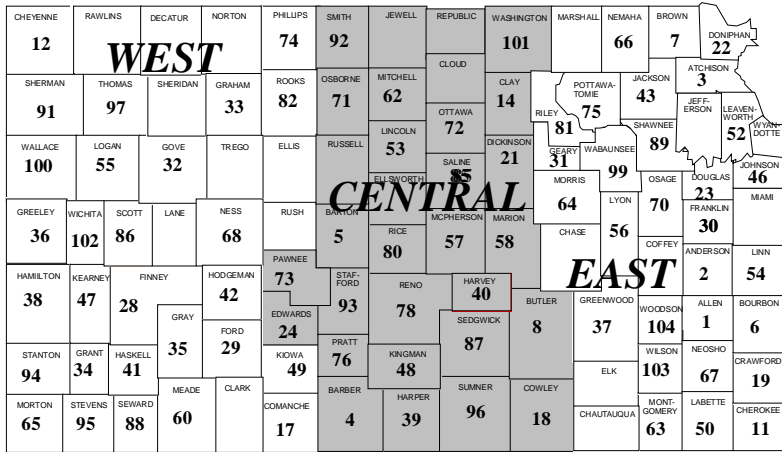 CHEYENNE RAWLINS DECATUR NORTON PHILLIPS SMITH JEWELL REPUBLIC WASHINGTON MARSHALL NEMAHA BROWN DONIPHAN
12 74 92 101 66 7 22
WEST
ATCHISON
3
CLOUD
SHERMAN THOMAS SHERIDAN GRAHAM ROOKS OSBORNE MITCHELL CLAY POTTAWA-
TOMIE JACKSON JEFF-
ERSON LEAVEN-
WORTH WYAN-
DOTTE
91 97 33 82 71 62 14 75 43 52
OTTAWA
72
RILEY
81
SHAWNEE
89
LINCOLN
53
WALLACE LOGAN GOVE TREGO ELLIS RUSSELL DICKINSON GEARY WABAUNSEE
100 55 32 21 31 99
SALINE
85
ELLSWORTH
CENTRAL
JOHNSON
46
DOUGLAS
23
MORRIS
64
OSAGE
70
MIAMI
GREELEY WICHITA SCOTT LANE NESS RUSH BARTON RICE MCPHERSON MARION CHASE LYON FRANKLIN
36 102 86 68 5 80 57 58 56 30
COFFEY
EAST
ANDERSON
2
LINN
54
HAMILTON KEARNEY FINNEY HODGEMAN PAWNEE STAF-
FORD RENO HARVEY
38 47 28 42 73 93 78 40
BUTLER
8
GREENWOOD
37
WOODSON
104
ALLEN
1
BOURBON
6
GRAY
35
FORD
29
EDWARDS
24
SEDGWICK
87
STANTON GRANT HASKELL KIOWA PRATT KINGMAN ELK WILSON NEOSHO CRAWFORD
94 34 41 49 76 48 103 67 19
MORTON STEVENS SEWARD MEADE CLARK COMANCHE BARBER HARPER SUMNER COWLEY CHAUTAUQUA MONT-
GOMERY LABETTE CHEROKEE
65 95 88 60 17 4 39 96 18 63 50 11